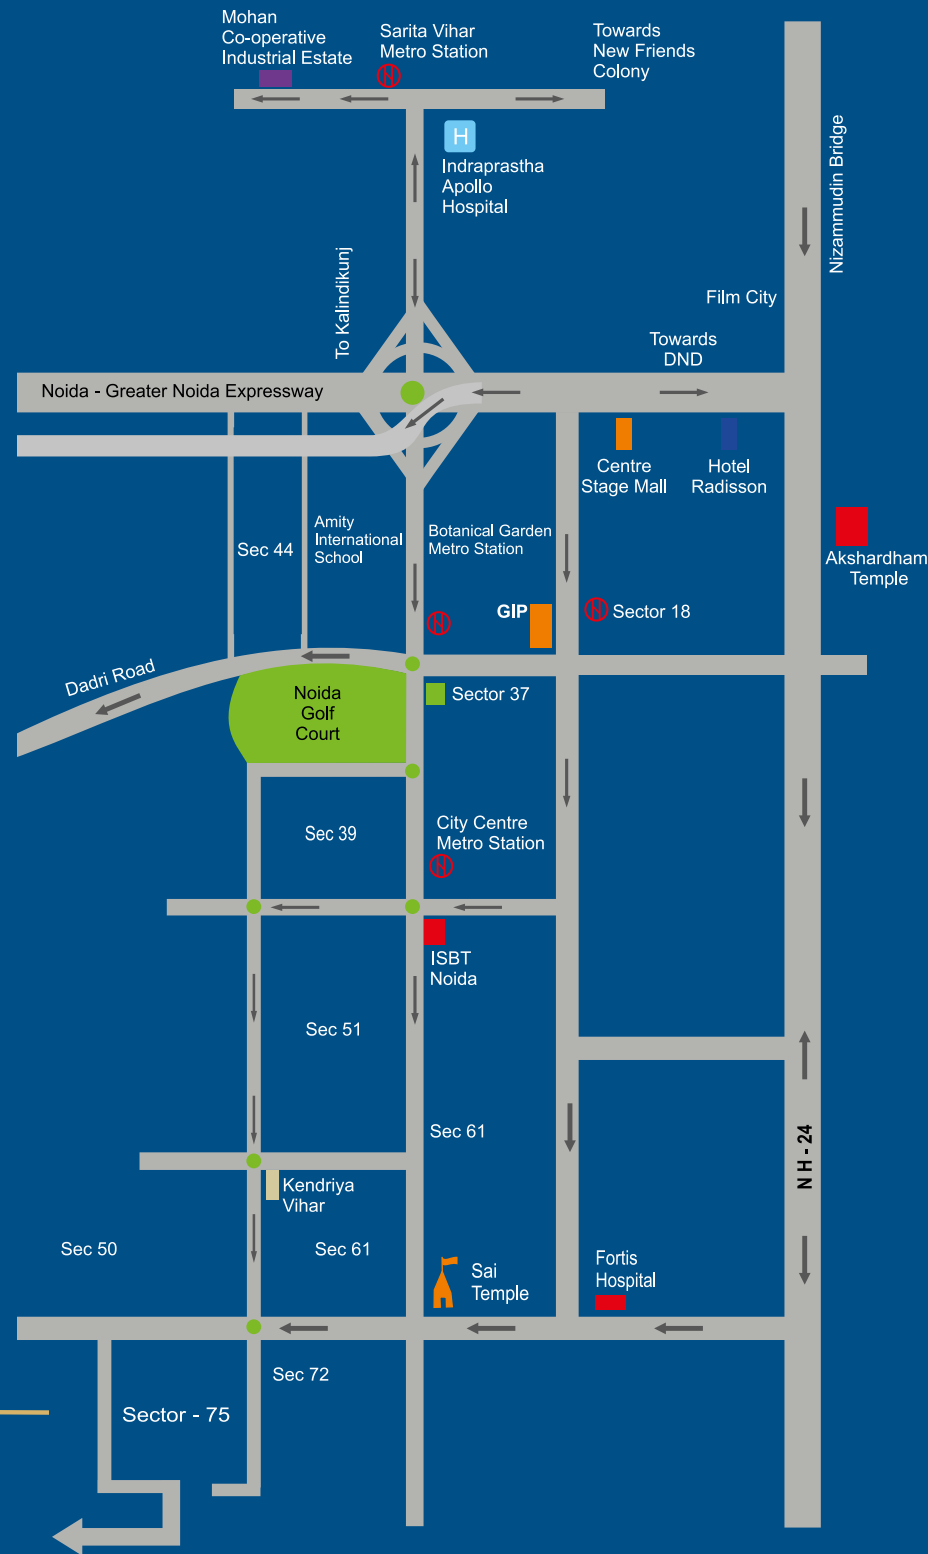 Mohan
Co-operative
Industrial Estate
Sarita Vihar
Metro Station
Towards
New Friends
Colony
H
Indraprastha
Apollo
Hospital
Nizammudin Bridge
To Kalindikunj
Film City
Towards
DND
Noida - Greater Noida Expressway
Centre
Stage Mall
Hotel
Radisson
Amity
International
School
Sec 44
Botanical Garden
Metro Station
Akshardham
Temple
GIP
Sector 18
Dadri Road
Noida
Golf
Court
Sector 37
City Centre
Metro Station
Sec 39
ISBT
Noida
Sec 51
Sec 61
NH-24
Kendriya
Vihar
Sec 50
Sec 61
Sai
Temple
Fortis
Hospital
Sec 72
Sector - 75